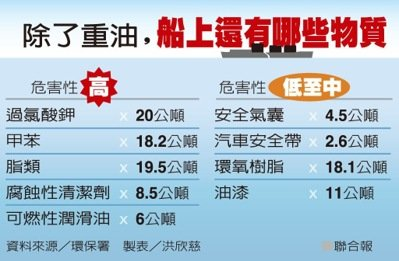 除了重油，船上還有哪些物質
危害性 高
過氯酸鉀 x 20公噸
甲苯 x 18.2公噸
脂類 x 19.5公噸
腐蝕性清潔劑 x 8.5公噸
可燃性潤滑油 x 6公噸
危害性 低至中
安全氣囊 x 4.5公噸
汽車安全帶 x 2.6公噸
環氧樹脂 x 18.1公噸
油漆 x 11公噸
資料來源／環保署 製表／洪欣慈
聯合報